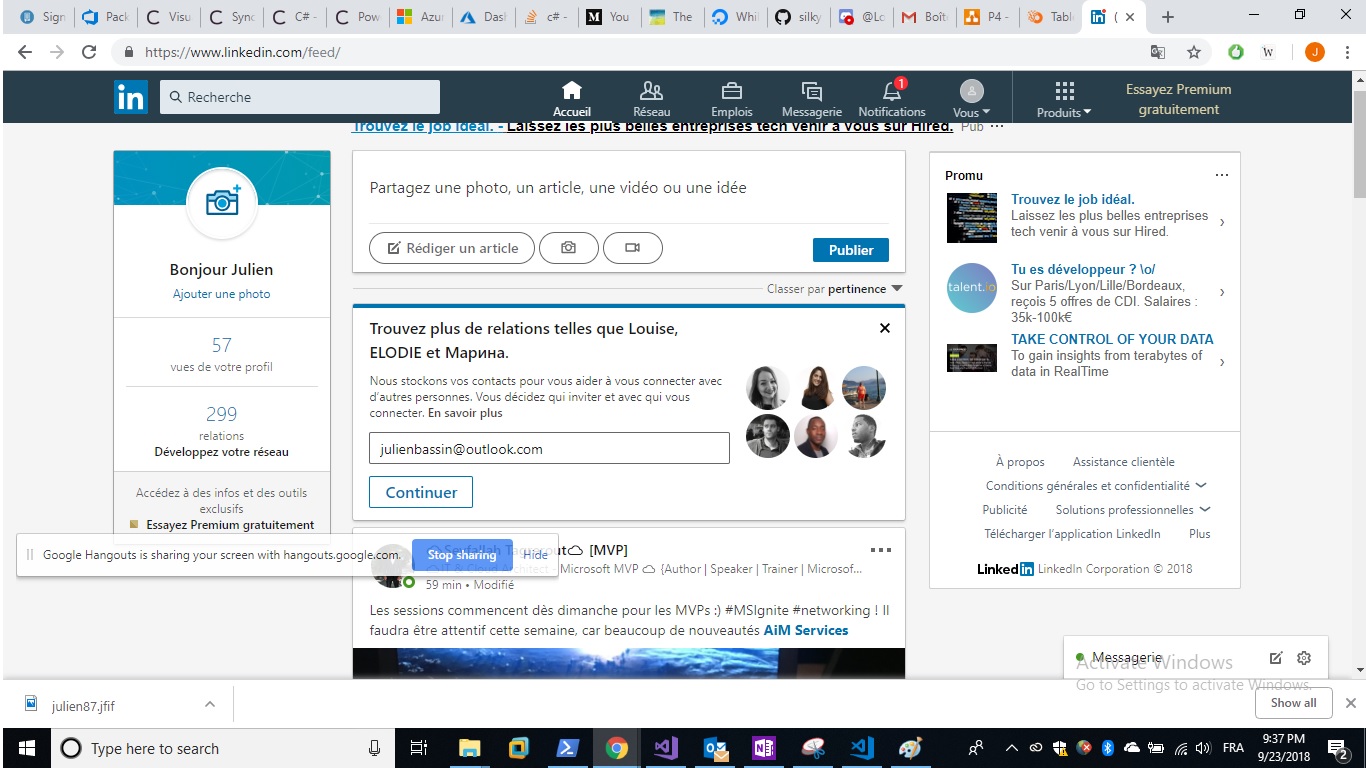 Sign
Pack
Visu
Sync
C# -
Pow
Azur
Dash
c# -
You
The
Whi
silky
@Lc
Boît
P4 -
Table
(
https://www.linkedin.com/feed/
W
J
in
Recherche
Accueil
Réseau
Emplois
Messagerie
1
Notifications
Vous
Produits
Essayez Premium
gratuitement
Trouvez le job idéal. - Laissez les plus belles entreprises tech venir à vous sur Hired. Pub ···
Bonjour Julien
Ajouter une photo
57
vues de votre profil
299
relations
Développez votre réseau
Accédez à des infos et des outils
exclusifs
Essayez Premium gratuitement
Partagez une photo, un article, une vidéo ou une idée
Rédiger un article
Publier
Classer par pertinence
Trouvez plus de relations telles que Louise,
ELODIE et Марина.
Nous stockons vos contacts pour vous aider à vous connecter avec
d'autres personnes. Vous décidez qui inviter et avec qui vous
connecter. En savoir plus
julienbassin@outlook.com
Continuer
Google Hangouts is sharing your screen with hangouts.google.com.
Stop sharing
Hide
[MVP]
Architect - Microsoft MVP {Author | Speaker | Trainer | Microsof...
59 min • Modifié
Les sessions commencent dès dimanche pour les MVPs :) #MSIgnite #networking ! Il
faudra être attentif cette semaine, car beaucoup de nouveautés AiM Services
Promu
Trouvez le job idéal.
Laissez les plus belles entreprises
tech venir à vous sur Hired.
talent.io
Tu es développeur ? \o/
Sur Paris/Lyon/Lille/Bordeaux,
reçois 5 offres de CDI. Salaires :
35k-100k€
TAKE CONTROL OF YOUR DATA
To gain insights from terabytes of
data in RealTime
À propos
Assistance clientèle
Conditions générales et confidentialité
Publicité
Solutions professionnelles
Télécharger l'application LinkedIn
Plus
Linked in LinkedIn Corporation © 2018
Messagerie
Activate Windows
Go to Settings to activate Windows.
julien87.jfif
Show all
Type here to search
FRA
9:37 PM
9/23/2018
2